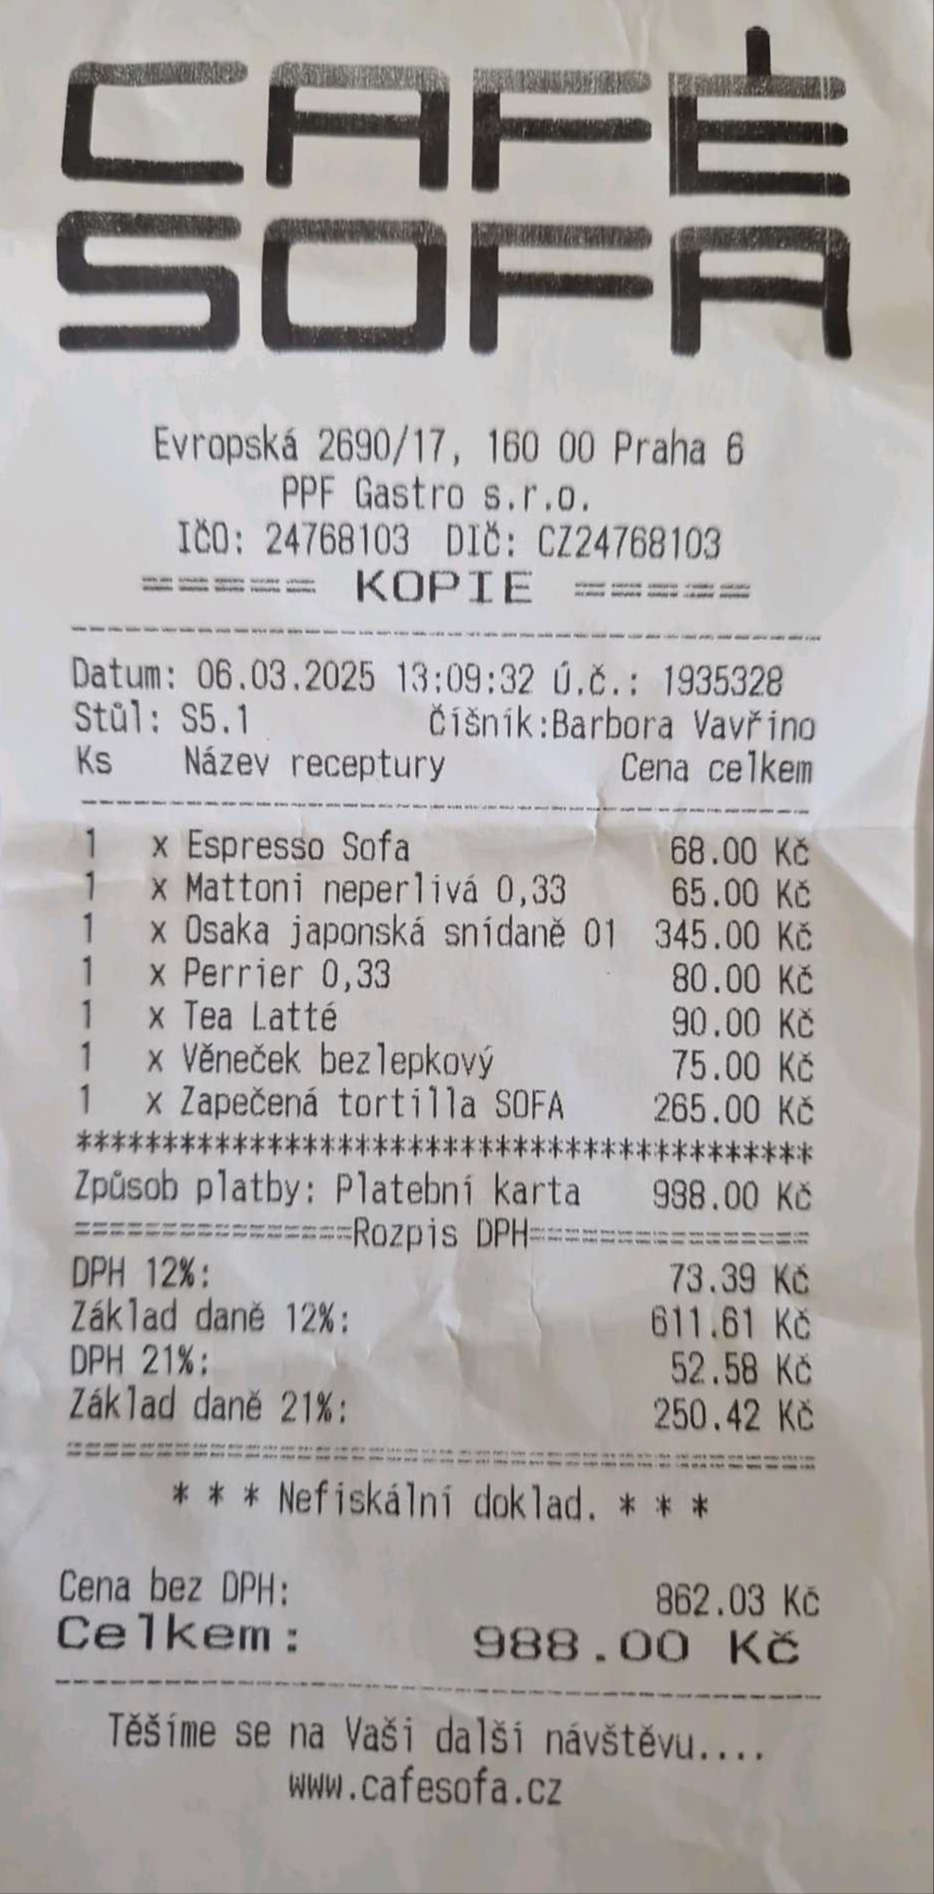 CAFÉ
SOFA
Evropská 2690/17, 160 00 Praha 6
PPF Gastro s.r.o.
IČO: 24768103 DIČ: CZ24768103
====== KOPIE ======
Datum: 06.03.2025 13:09:32 Ú.č.: 1935328
Stůl: S5.1 Číšník:Barbora Vavřino
Ks Název receptury Cena celkem
1 x Espresso Sofa 68.00 Kč
1 x Mattoni neperlivá 0,33 65.00 Kč
1 x Osaka japonská snídaně 01 345.00 Kč
1 x Perrier 0,33 80.00 Kč
1 x Tea Latté 90.00 Kč
1 x Věneček bezlepkový 75.00 Kč
1 x Zapečená tortilla SOFA 265.00 Kč
******************************************
Způsob platby: Platební karta 988.00 Kč
================Rozpis DPH================
DPH 12%: 73.39 Kč
Základ daně 12%: 611.61 Kč
DPH 21%: 52.58 Kč
Základ daně 21%: 250.42 Kč
* * * Nefiskální doklad. * * *
Cena bez DPH: 862.03 Kč
Celkem: 988.00 Kč
Těšíme se na Vaši další návštěvu....
www.cafesofa.cz